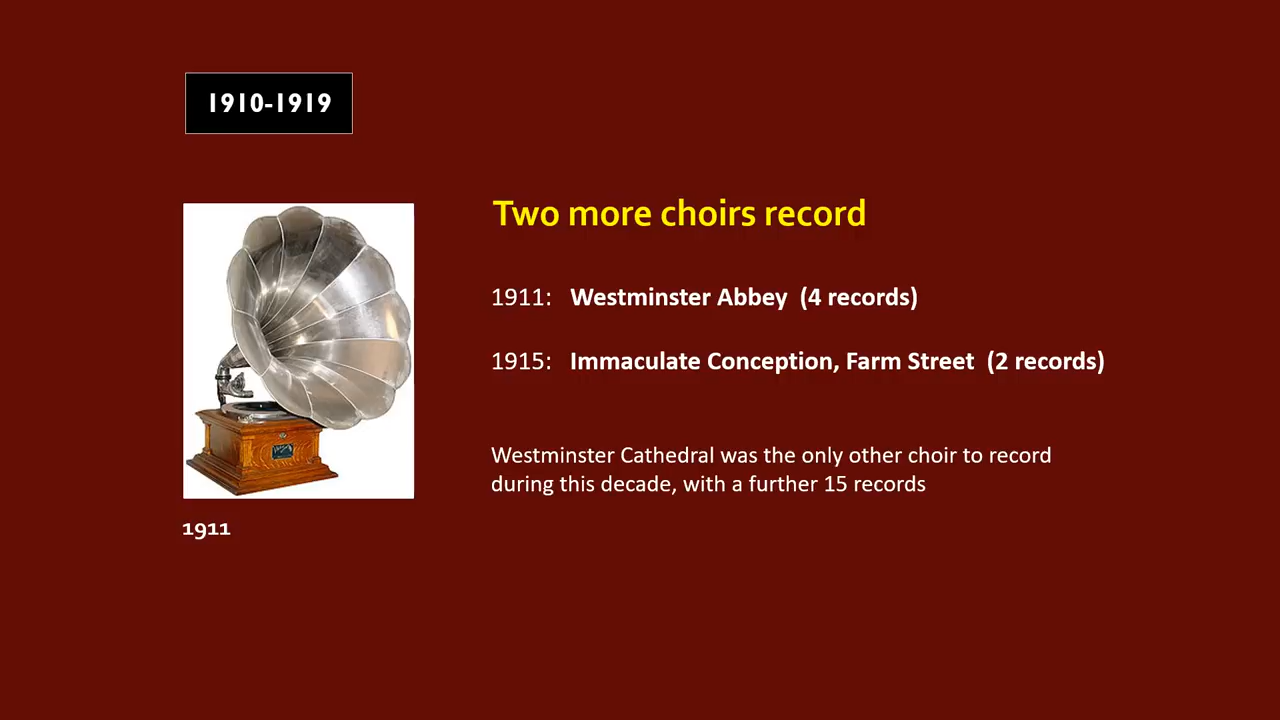 1910-1919
Two more choirs record
1911: Westminster Abbey (4 records)
1915: Immaculate Conception, Farm Street (2 records)
Westminster Cathedral was the only other choir to record
during this decade, with a further 15 records
1911